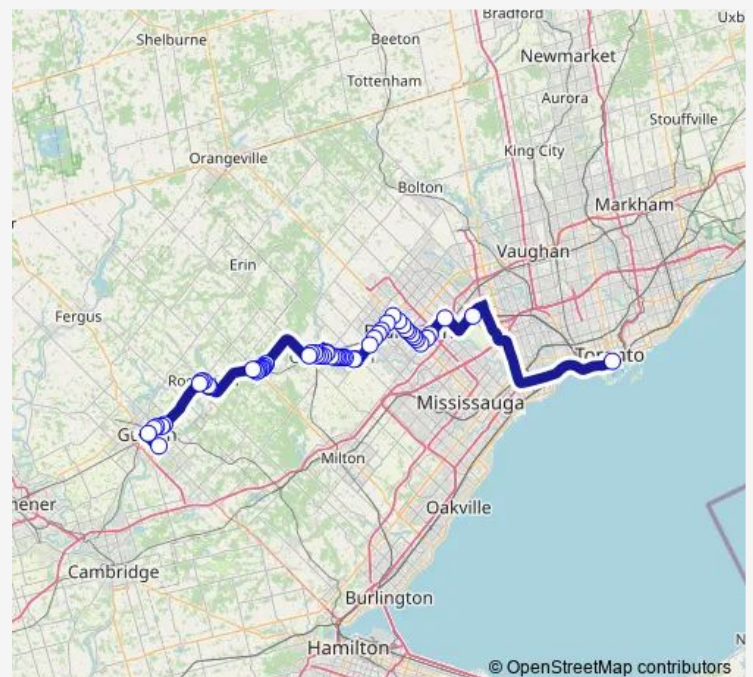 Bradford
Uxb
Shelburne
Beeton
Newmarket
Tottenham
Aurora
Stouffville
King City
Orangeville
Bolton
Markham
Vaughan
Erin
Fergus
Toronto
Mississauga
Milton
ener
Oakville
Cambridge
Burlington
Hamilton
© OpenStreetMap contributors